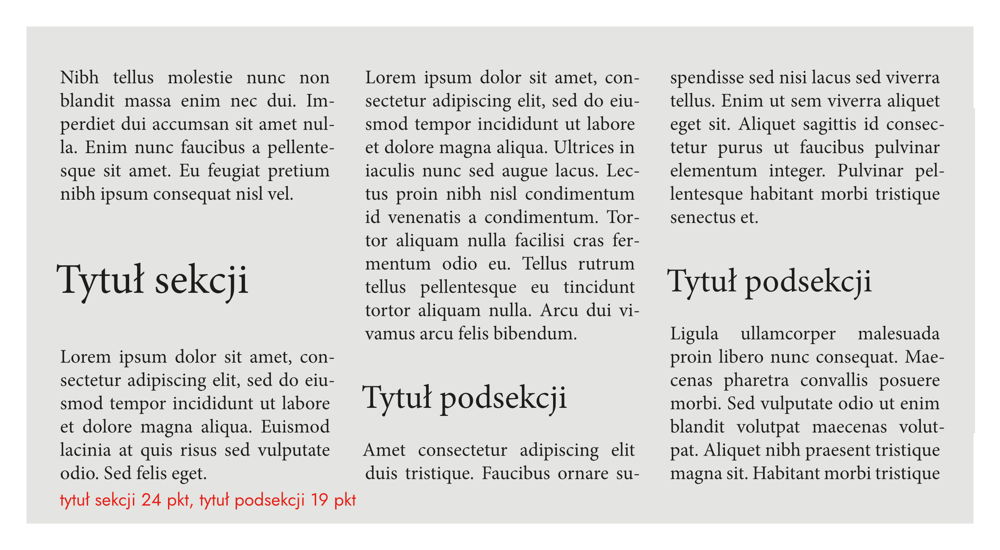 Nibh tellus molestie nunc non
blandit massa enim nec dui. Im-
perdiet dui accumsan sit amet nul-
la. Enim nunc faucibus a pellente-
sque sit amet. Eu feugiat pretium
nibh ipsum consequat nisl vel.
Tytuł sekcji
Lorem ipsum dolor sit amet, con-
sectetur adipiscing elit, sed do eiu-
smod tempor incididunt ut labore
et dolore magna aliqua. Euismod
lacinia at quis risus sed vulputate
odio. Sed felis eget.
Lorem ipsum dolor sit amet, con-
sectetur adipiscing elit, sed do eiu-
smod tempor incididunt ut labore
et dolore magna aliqua. Ultrices in
iaculis nunc sed augue lacus. Lec-
tus proin nibh nisl condimentum
id venenatis a condimentum. Tor-
tor aliquam nulla facilisi cras fer-
mentum odio eu. Tellus rutrum
tellus pellentesque eu tincidunt
tortor aliquam nulla. Arcu dui vi-
vamus arcu felis bibendum.
Tytuł podsekcji
Amet consectetur adipiscing elit
duis tristique. Faucibus ornare su-
spendisse sed nisi lacus sed viverra
tellus. Enim ut sem viverra aliquet
eget sit. Aliquet sagittis id consec-
tetur purus ut faucibus pulvinar
elementum integer. Pulvinar pel-
lentesque habitant morbi tristique
senectus et.
Tytuł podsekcji
Ligula ullamcorper malesuada
proin libero nunc consequat. Mae-
cenas pharetra convallis posuere
morbi. Sed vulputate odio ut enim
blandit volutpat maecenas volut-
pat. Aliquet nibh praesent tristique
magna sit. Habitant morbi tristique
tytuł sekcji 24 pkt, tytuł podsekcji 19 pkt